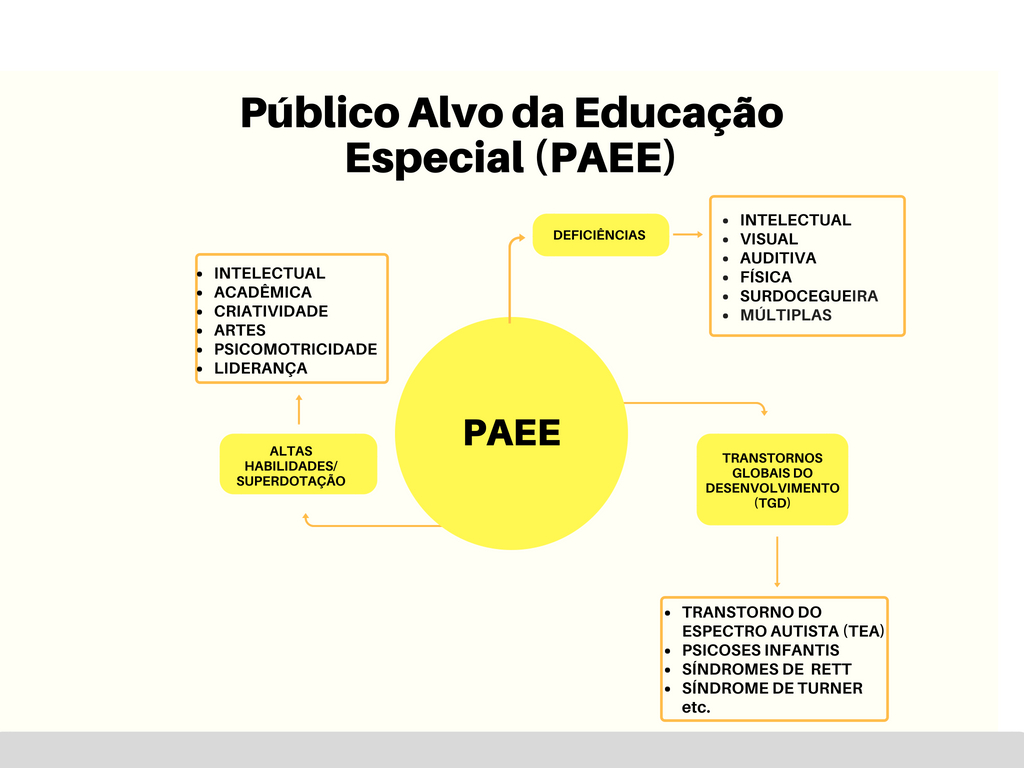 Público Alvo da Educação
Especial (PAEE)
DEFICIÊNCIAS
• INTELECTUAL
• VISUAL
• AUDITIVA
• FÍSICA
• SURDOCEGUEIRA
• MÚLTIPLAS
• INTELECTUAL
• ACADÊMICA
• CRIATIVIDADE
• ARTES
• PSICOMOTRICIDADE
• LIDERANÇA
ALTAS
HABILIDADES/
SUPERDOTAÇÃO
PAEE
TRANSTORNOS
GLOBAIS DO
DESENVOLVIMENTO
(TGD)
• TRANSTORNO DO
ESPECTRO AUTISTA (TEA)
• PSICOSES INFANTIS
• SÍNDROMES DE  RETT
• SÍNDROME DE TURNER
etc.